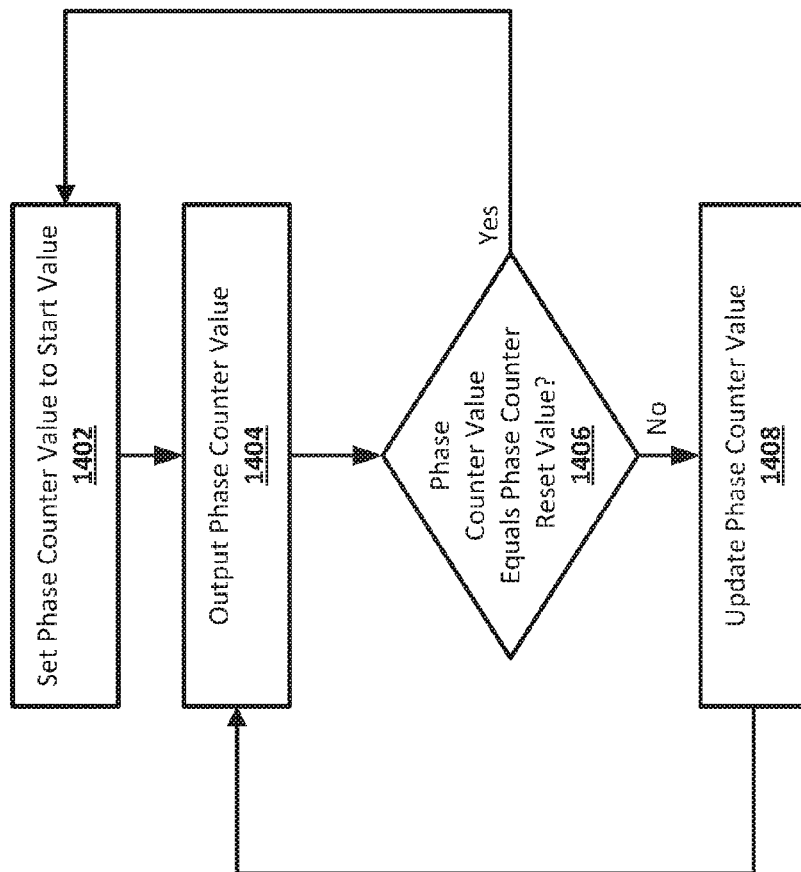 Set Phase Counter Value to Start Value
1402
Output Phase Counter Value
1404
Phase
Counter Value
Equals Phase Counter
Reset Value?
1406
Yes
No
Update Phase Counter Value
1408